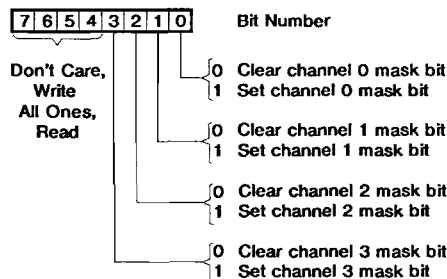 7 6 5 4 3 2 1 0 Bit Number
Don't Care,
Write
All Ones,
Read
0 Clear channel 0 mask bit
1 Set channel 0 mask bit
0 Clear channel 1 mask bit
1 Set channel 1 mask bit
0 Clear channel 2 mask bit
1 Set channel 2 mask bit
0 Clear channel 3 mask bit
1 Set channel 3 mask bit